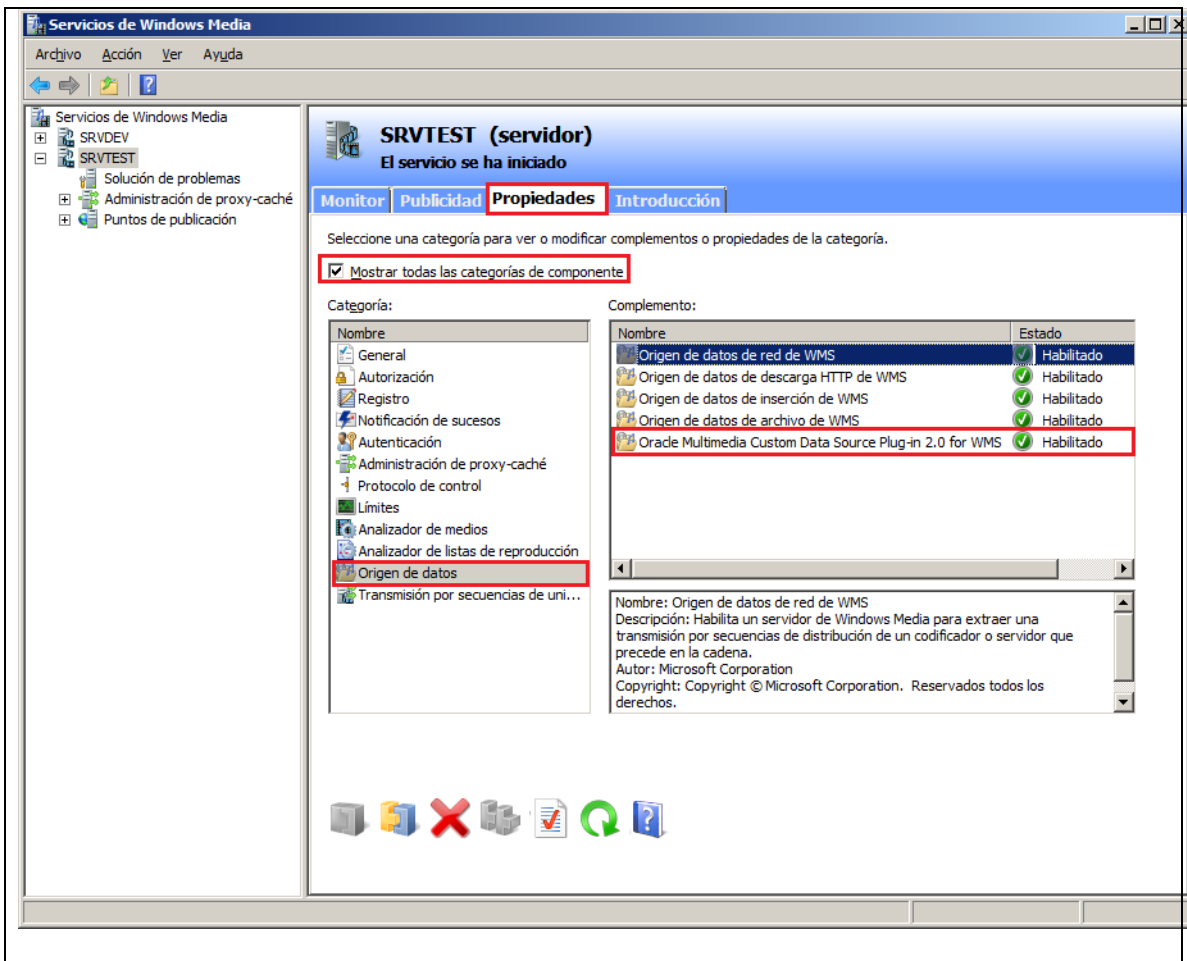 Servicios de Windows Media
Archivo Acción Ver Ayuda
Servicios de Windows Media
SRVDEV
SRVTEST
Solución de problemas
Administración de proxy-caché
Puntos de publicación
SRVTEST (servidor)
El servicio se ha iniciado
Monitor Publicidad Propiedades Introducción
Seleccione una categoría para ver o modificar complementos o propiedades de la categoría.
Mostrar todas las categorías de componente
Categoría:
Nombre
General
Autorización
Registro
Notificación de sucesos
Autenticación
Administración de proxy-caché
Protocolo de control
Límites
Analizador de medios
Analizador de listas de reproducción
Origen de datos
Transmisión por secuencias de uni...
Complemento:
Nombre Estado
Origen de datos de red de WMS Habilitado
Origen de datos de descarga HTTP de WMS Habilitado
Origen de datos de inserción de WMS Habilitado
Origen de datos de archivo de WMS Habilitado
Oracle Multimedia Custom Data Source Plug-in 2.0 for WMS Habilitado
Nombre: Origen de datos de red de WMS
Descripción: Habilita un servidor de Windows Media para extraer una
transmisión por secuencias de distribución de un codificador o servidor que
precede en la cadena.
Autor: Microsoft Corporation
Copyright: Copyright © Microsoft Corporation. Reservados todos los
derechos.